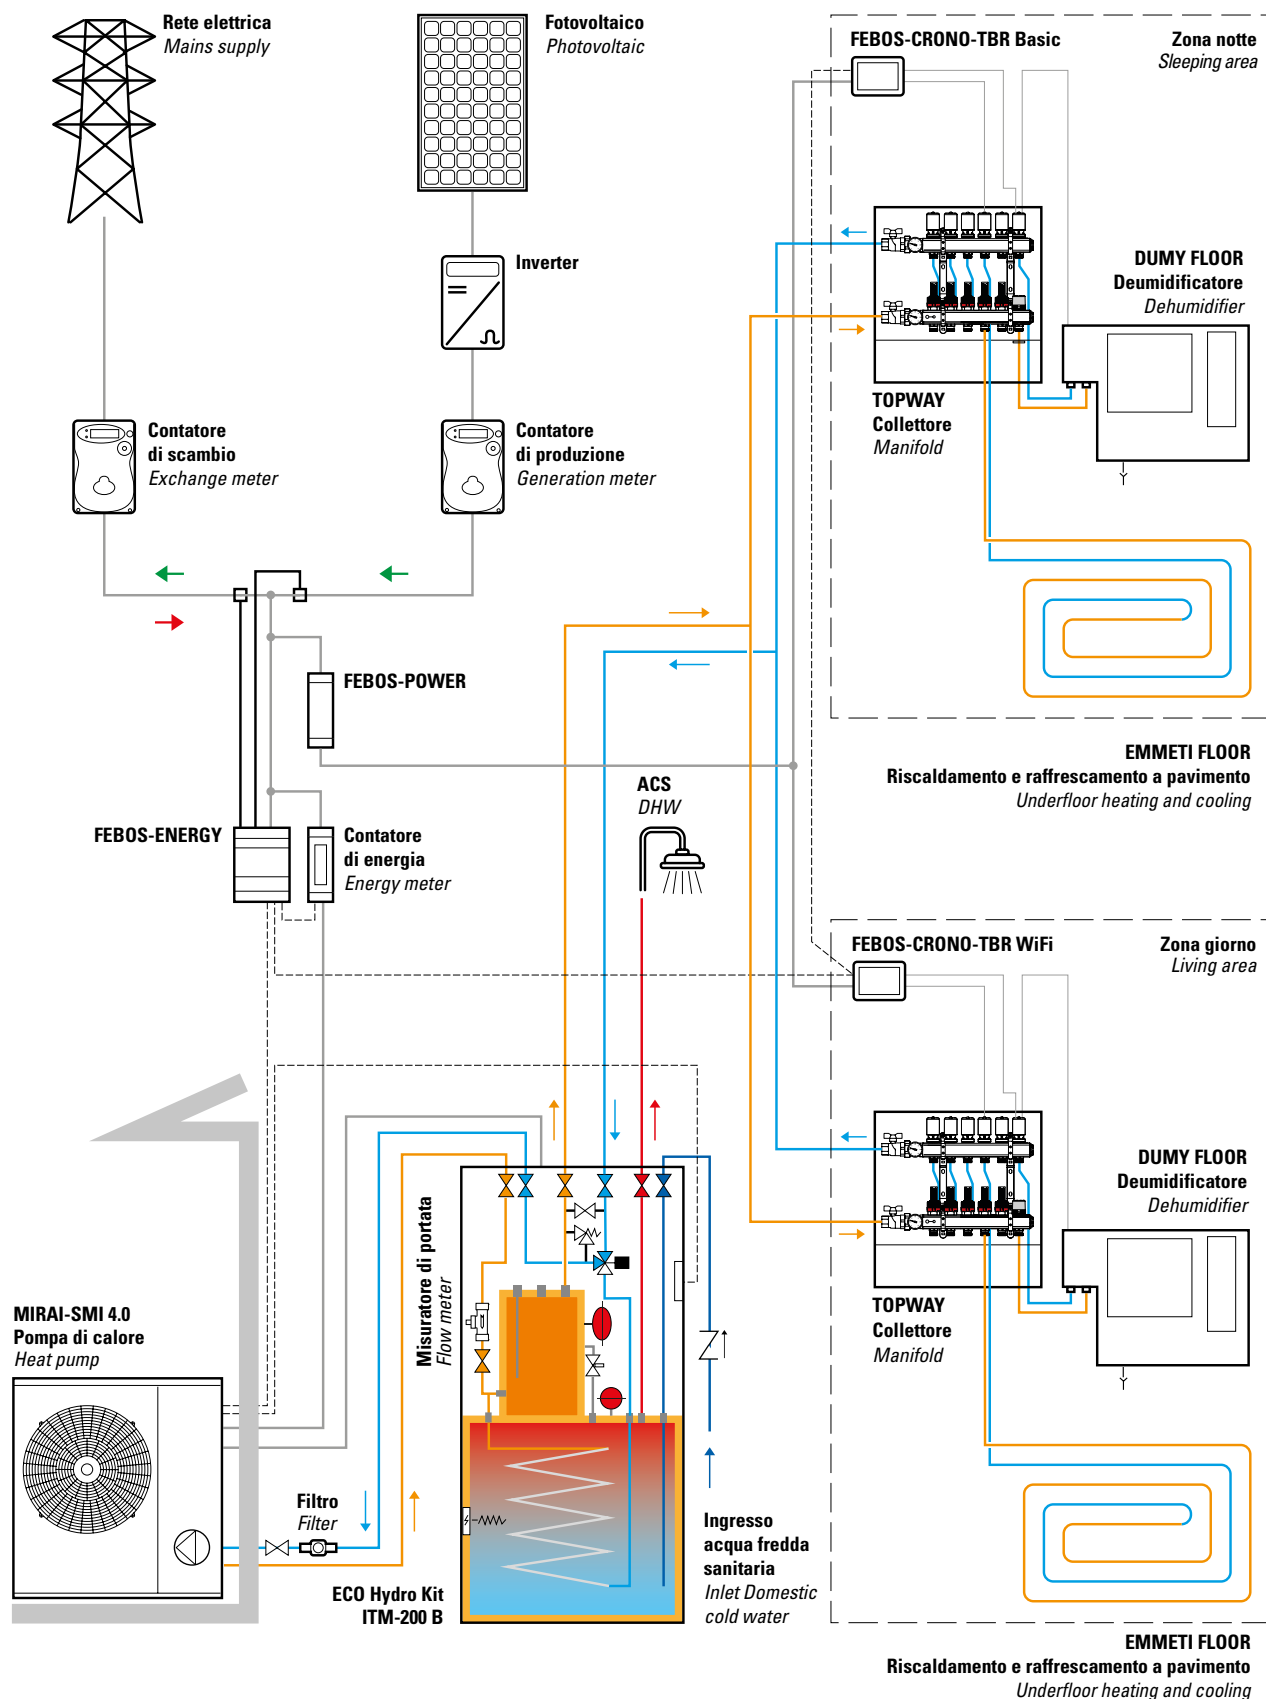 Rete elettrica
Mains supply
Fotovoltaico
Photovoltaic
FEBOS-CRONO-TBR Basic
Zona notte
Sleeping area
Inverter
DUMY FLOOR
Deumidificatore
Dehumidifier
TOPWAY
Collettore
Manifold
Contatore
di scambio
Exchange meter
Contatore
di produzione
Generation meter
FEBOS-POWER
EMMETI FLOOR
Riscaldamento e raffrescamento a pavimento
Underfloor heating and cooling
ACS
DHW
FEBOS-ENERGY
Contatore
di energia
Energy meter
FEBOS-CRONO-TBR WiFi
Zona giorno
Living area
DUMY FLOOR
Deumidificatore
Dehumidifier
TOPWAY
Collettore
Manifold
Misuratore di portata
Flow meter
MIRAI-SMI 4.0
Pompa di calore
Heat pump
Filtro
Filter
ECO Hydro Kit
ITM-200 B
Ingresso
acqua fredda
sanitaria
Inlet Domestic
cold water
EMMETI FLOOR
Riscaldamento e raffrescamento a pavimento
Underfloor heating and cooling